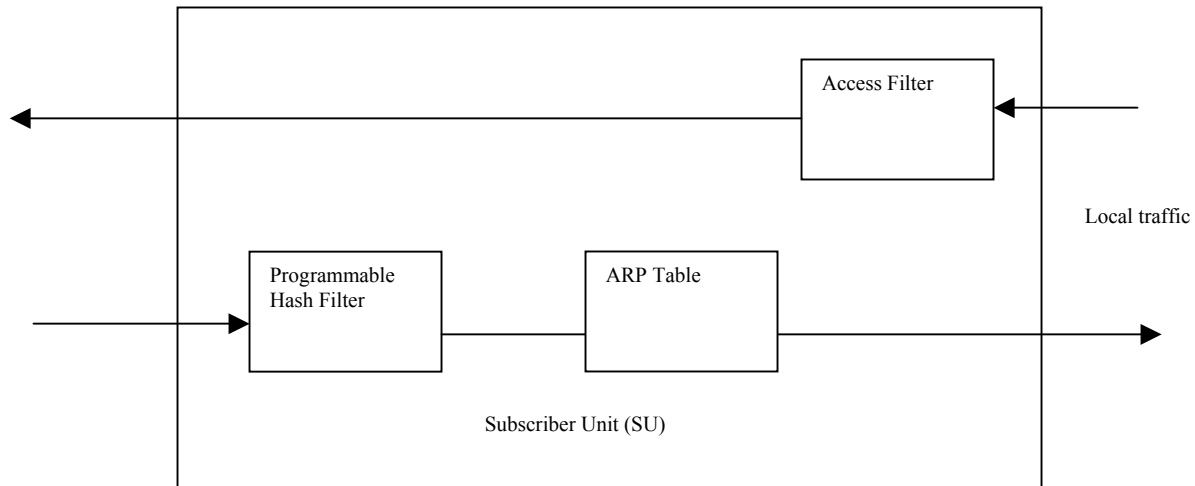 Access Filter
Local traffic
Programmable
Hash Filter
ARP Table
Subscriber Unit (SU)